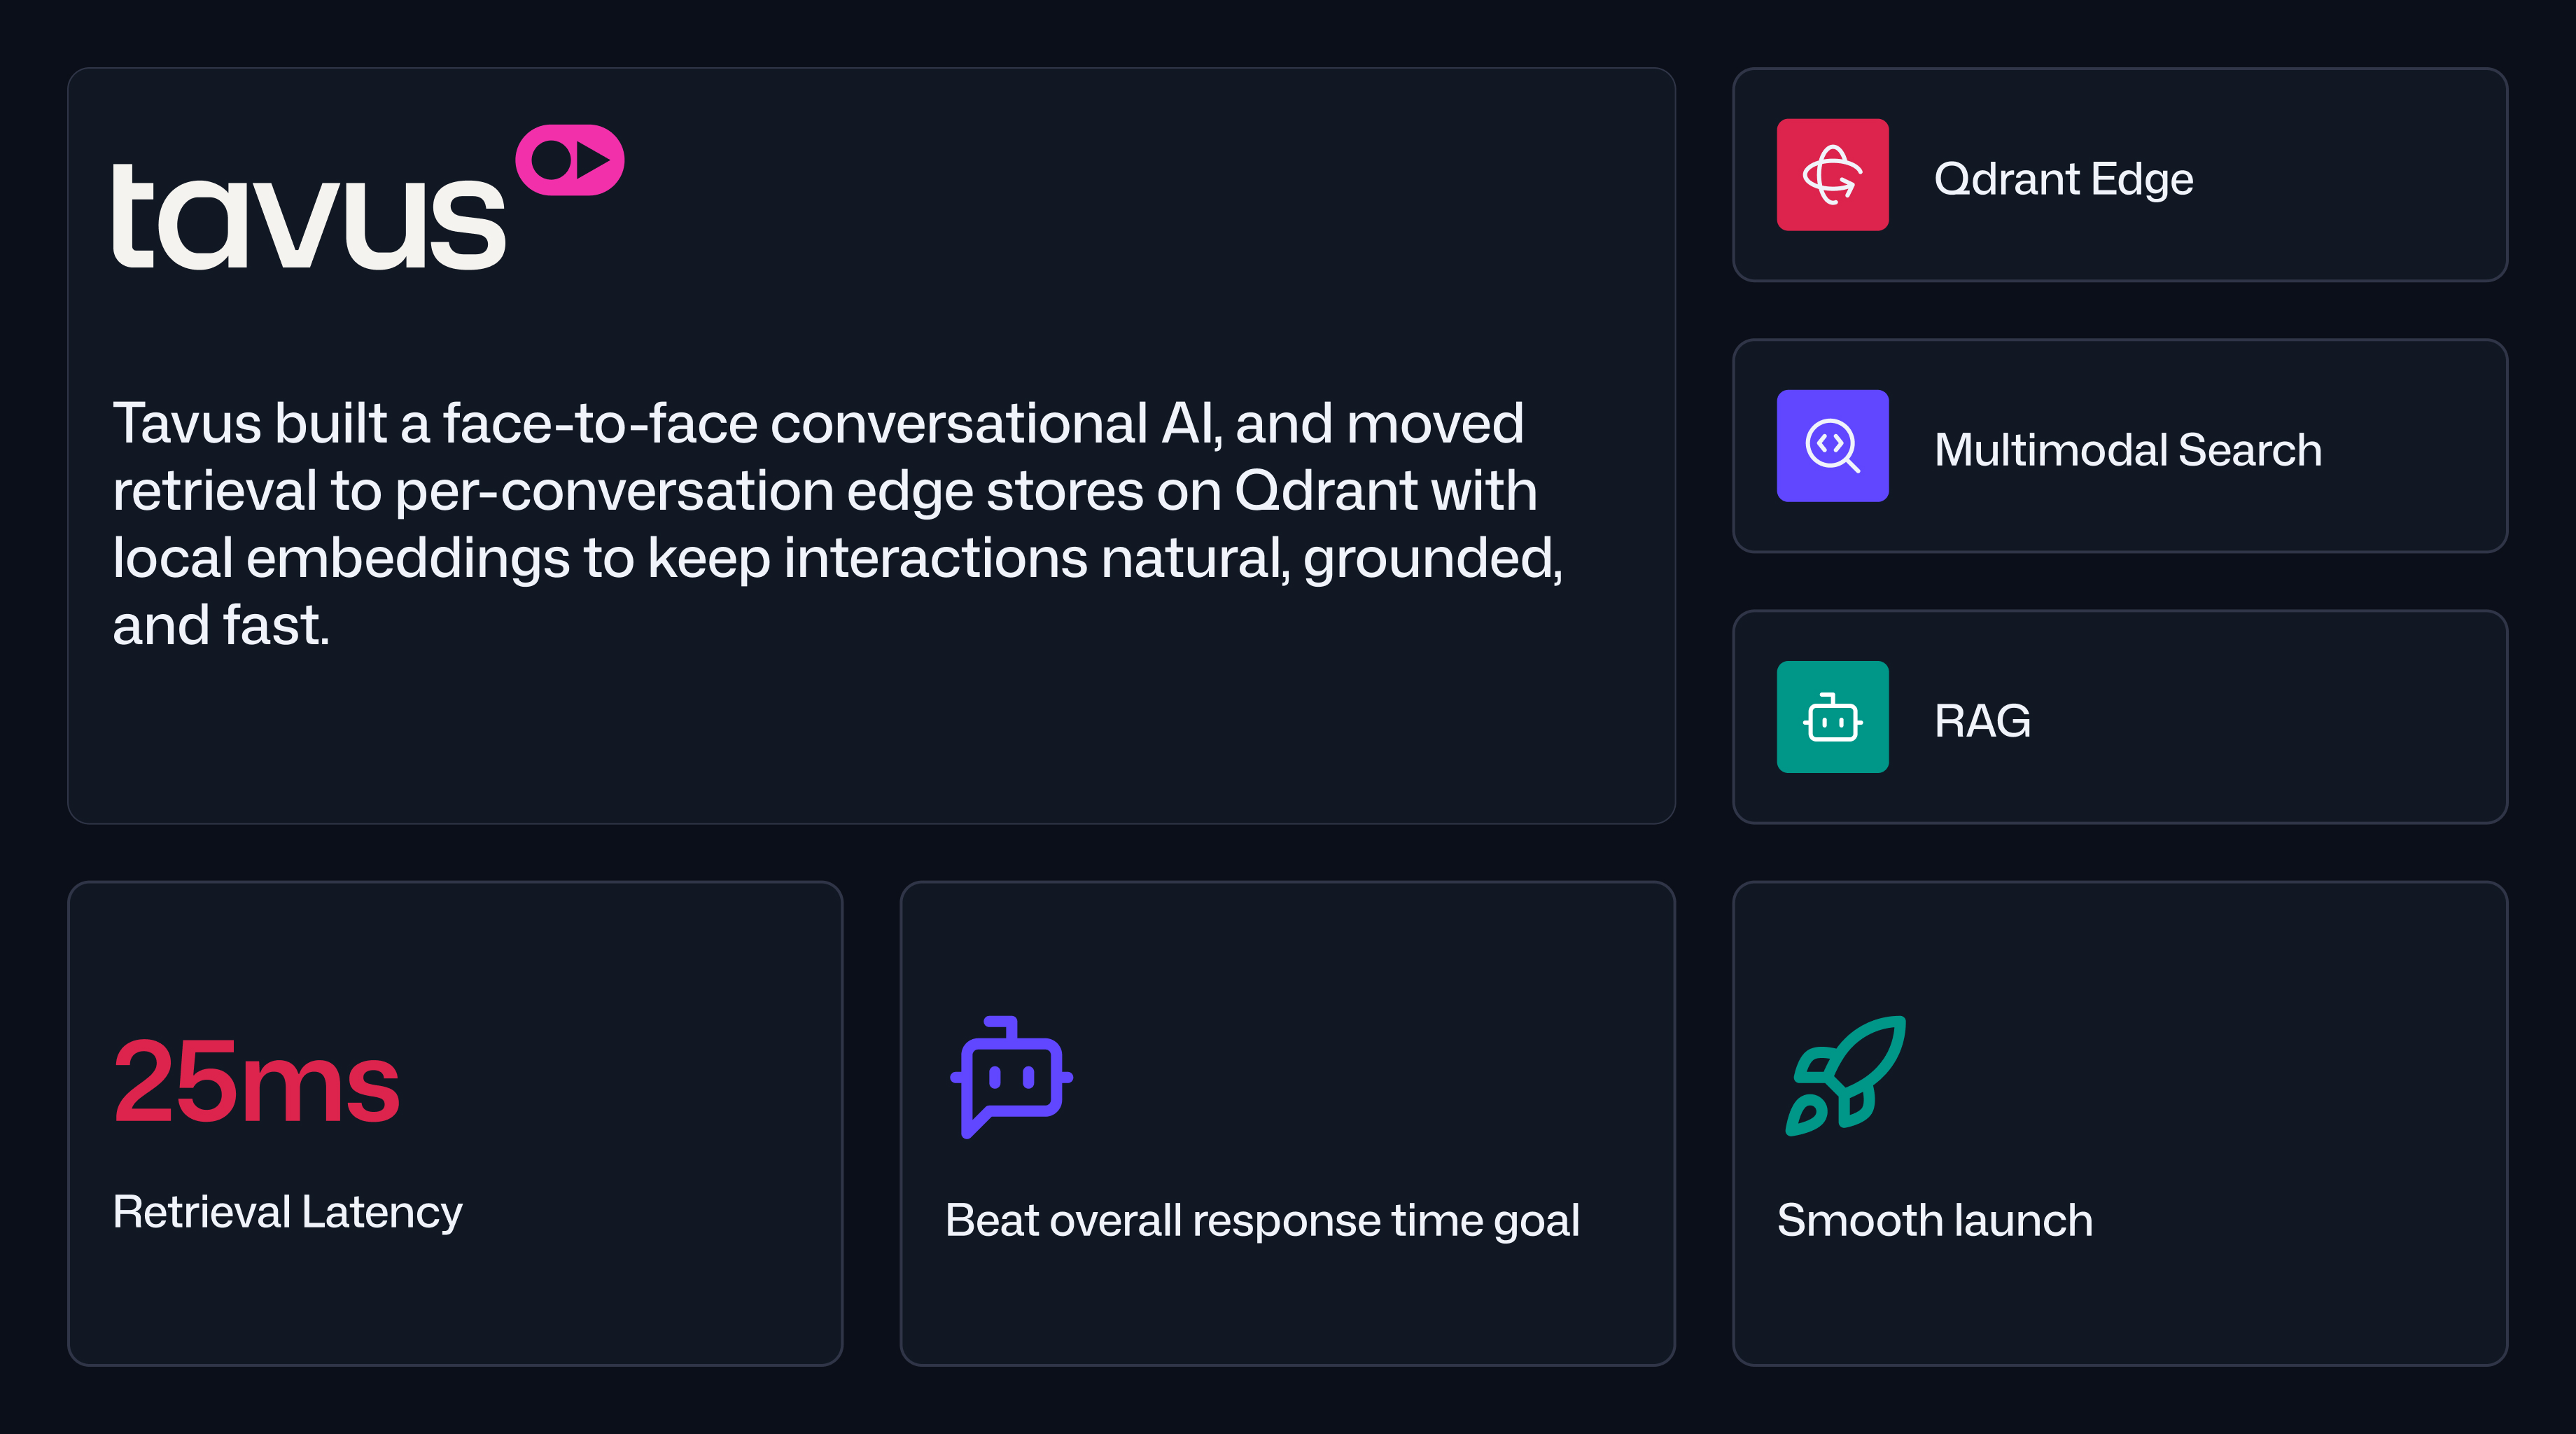 tavus
Tavus built a face-to-face conversational AI, and moved
retrieval to per-conversation edge stores on Qdrant with
local embeddings to keep interactions natural, grounded,
and fast.
Qdrant Edge
Multimodal Search
RAG
25ms
Retrieval Latency
Beat overall response time goal
Smooth launch